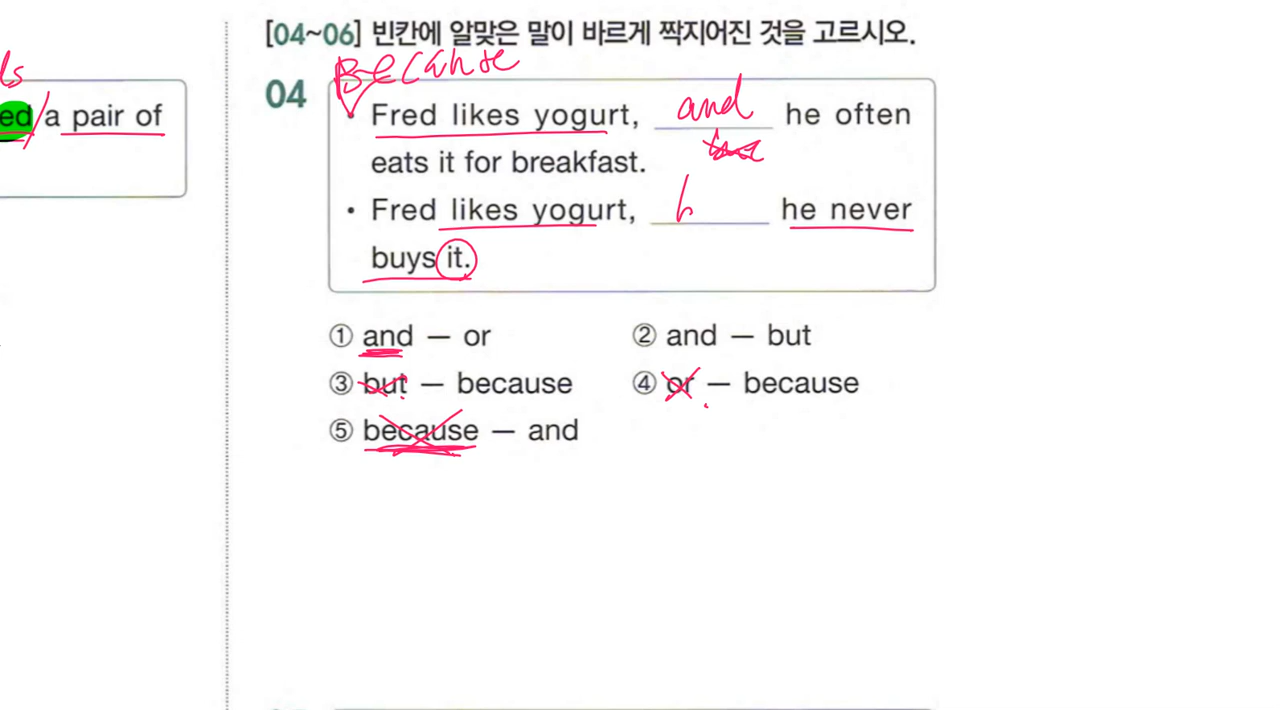 ls
ed/a pair of
[04~06] 빈칸에 알맞은 말이 바르게 짝지어진 것을 고르시오.
Because
04
• Fred likes yogurt, and he often
eats it for breakfast.
• Fred likes yogurt, b he never
buys it.
① and — or ② and — but
③ but — because ④ or — because
⑤ because — and